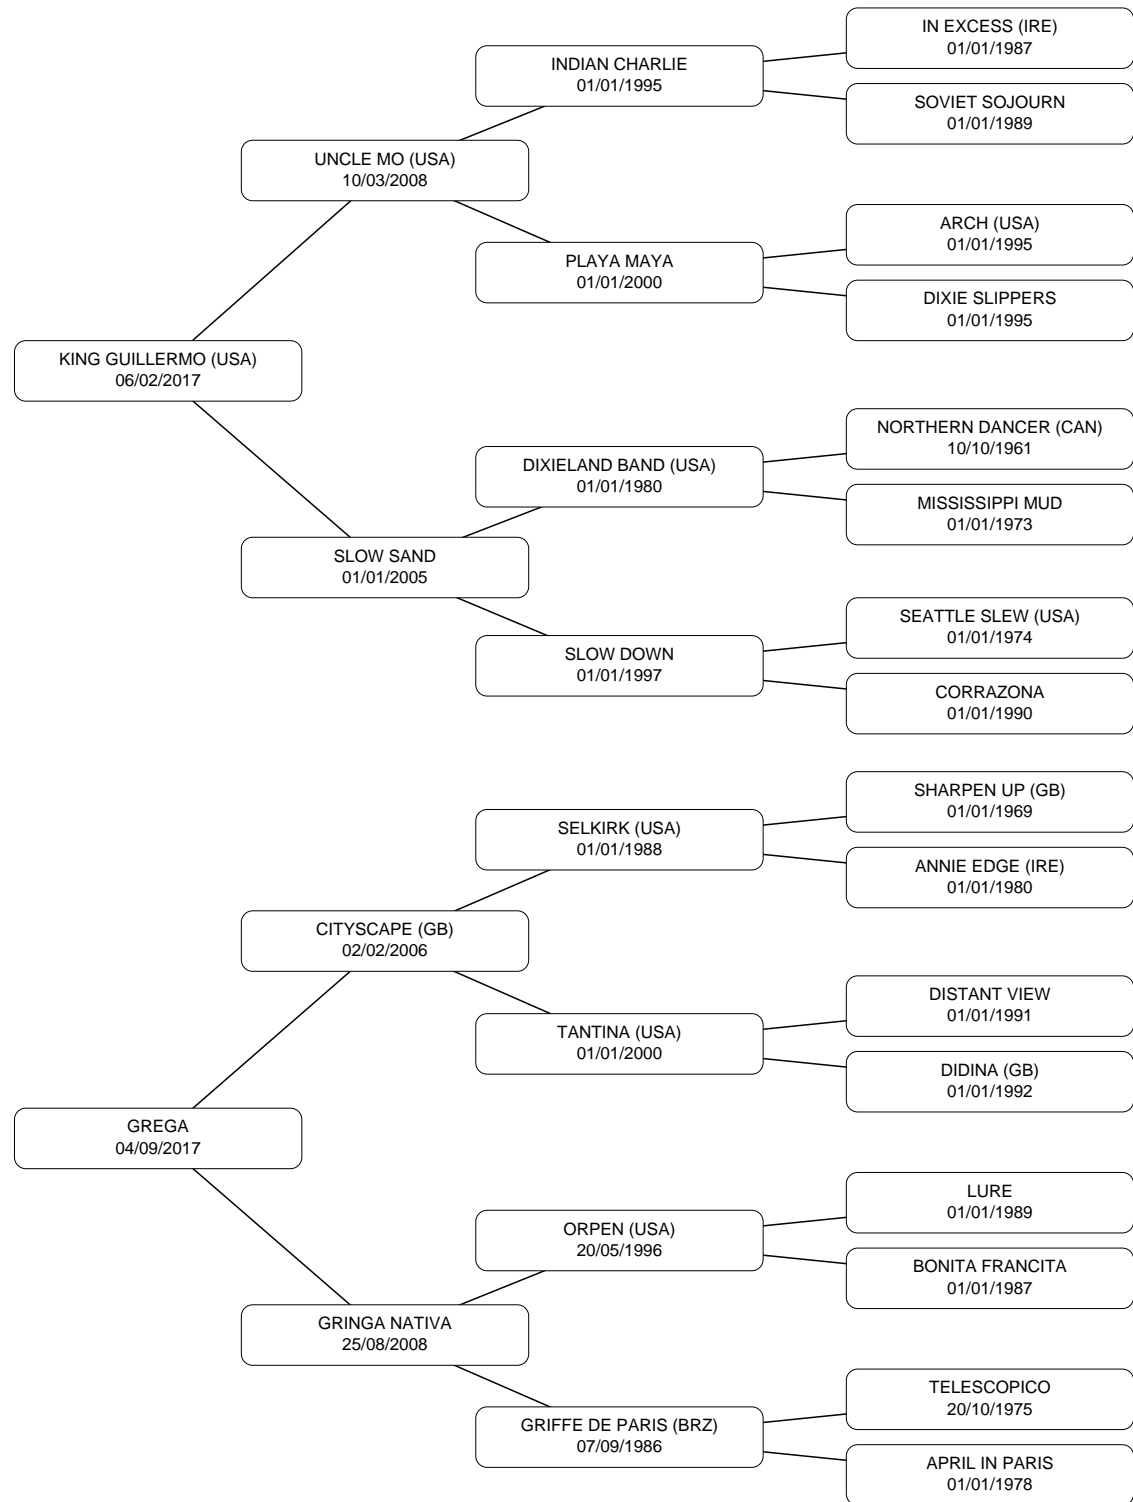 IN EXCESS (IRE)
01/01/1987
INDIAN CHARLIE
01/01/1995
SOVIET SOJOURN
01/01/1989
UNCLE MO (USA)
10/03/2008
ARCH (USA)
01/01/1995
PLAYA MAYA
01/01/2000
DIXIE SLIPPERS
01/01/1995
KING GUILLERMO (USA)
06/02/2017
NORTHERN DANCER (CAN)
10/10/1961
DIXIELAND BAND (USA)
01/01/1980
MISSISSIPPI MUD
01/01/1973
SLOW SAND
01/01/2005
SEATTLE SLEW (USA)
01/01/1974
SLOW DOWN
01/01/1997
CORRAZONA
01/01/1990
SHARPEN UP (GB)
01/01/1969
SELKIRK (USA)
01/01/1988
ANNIE EDGE (IRE)
01/01/1980
CITYSCAPE (GB)
02/02/2006
DISTANT VIEW
01/01/1991
TANTINA (USA)
01/01/2000
DIDINA (GB)
01/01/1992
GREGA
04/09/2017
LURE
01/01/1989
ORPEN (USA)
20/05/1996
BONITA FRANCITA
01/01/1987
GRINGA NATIVA
25/08/2008
TELESCOPICO
20/10/1975
GRIFFE DE PARIS (BRZ)
07/09/1986
APRIL IN PARIS
01/01/1978